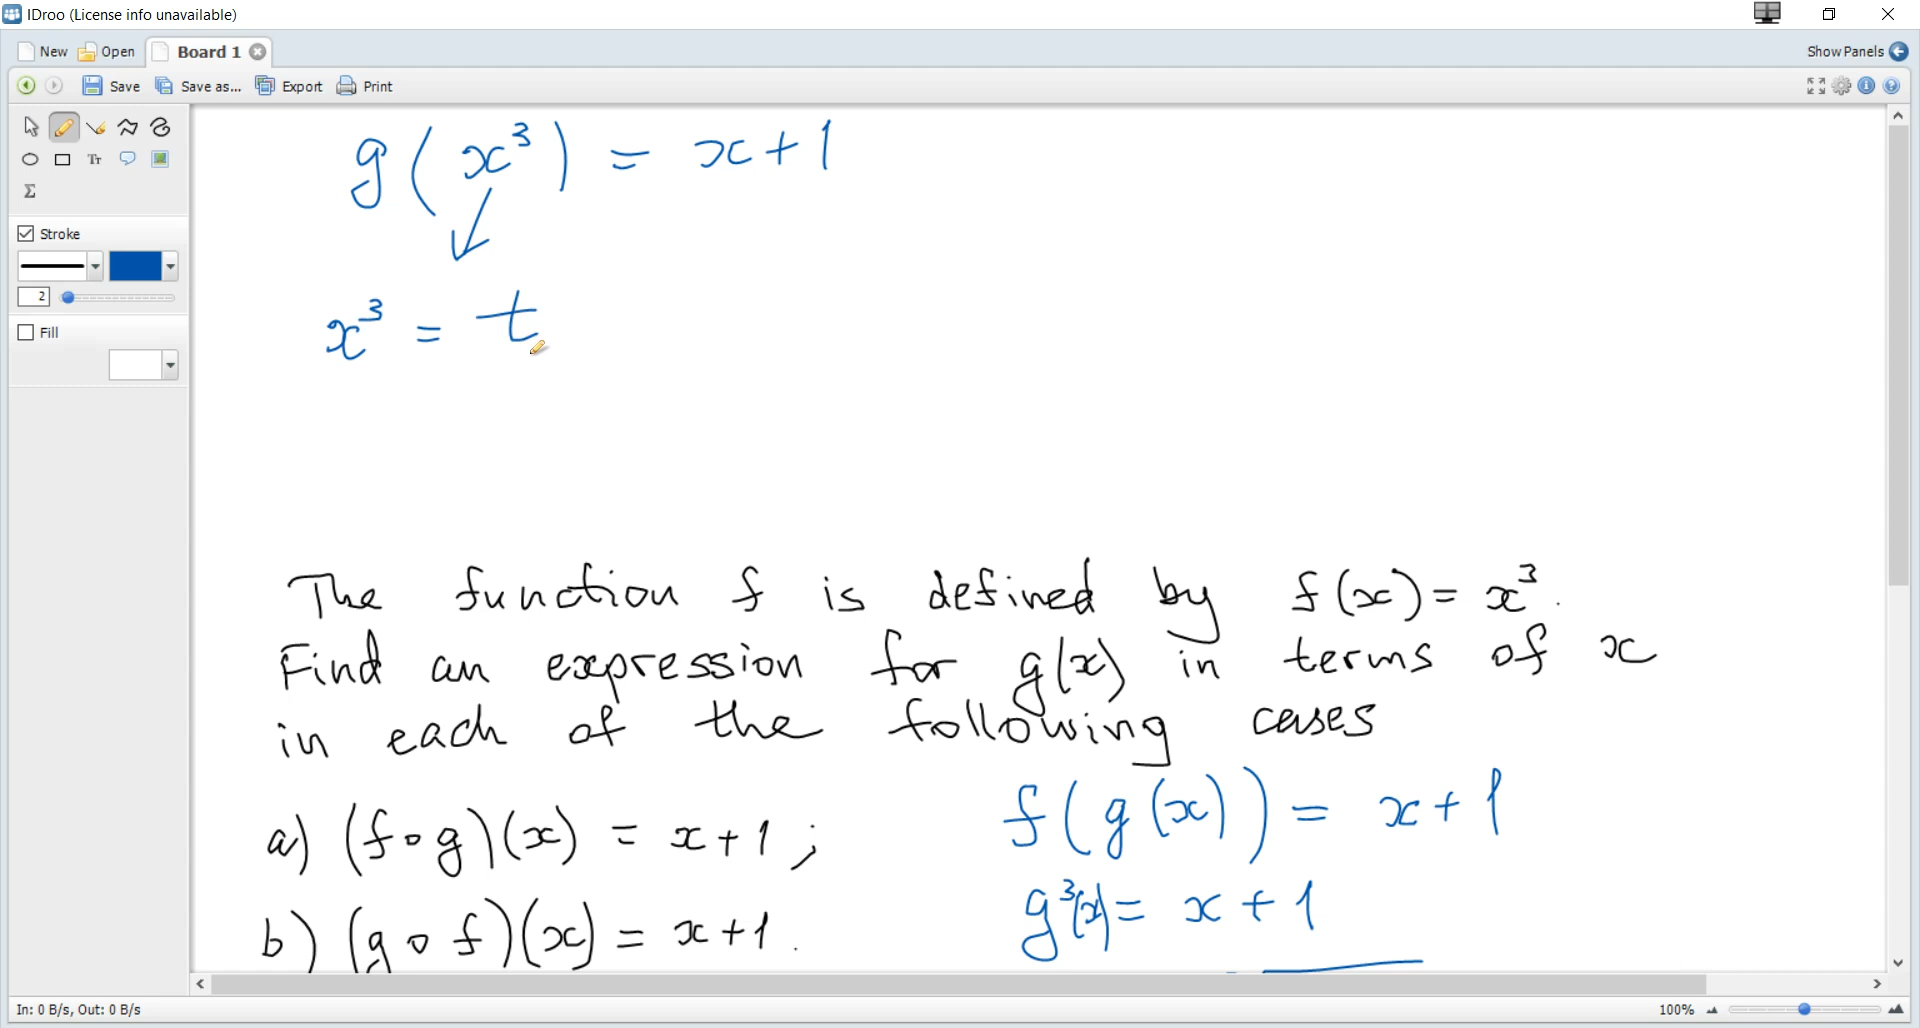 IDroo (License info unavailable)
New Open Board 1 Show Panels
Save Save as... Export Print
Tт
Σ
Stroke
2
Fill
g(x³) = x+1
x³ = t
The function f is defined by f(x) = x³.
Find an expression for g(x) in terms of x
in each of the following cases
f(g(x)) = x+1
a) (f∘g)(x) = x+1 ;
g³(x) = x+1
b) (g∘f)(x) = x+1.
In: 0 B/s, Out: 0 B/s 100%